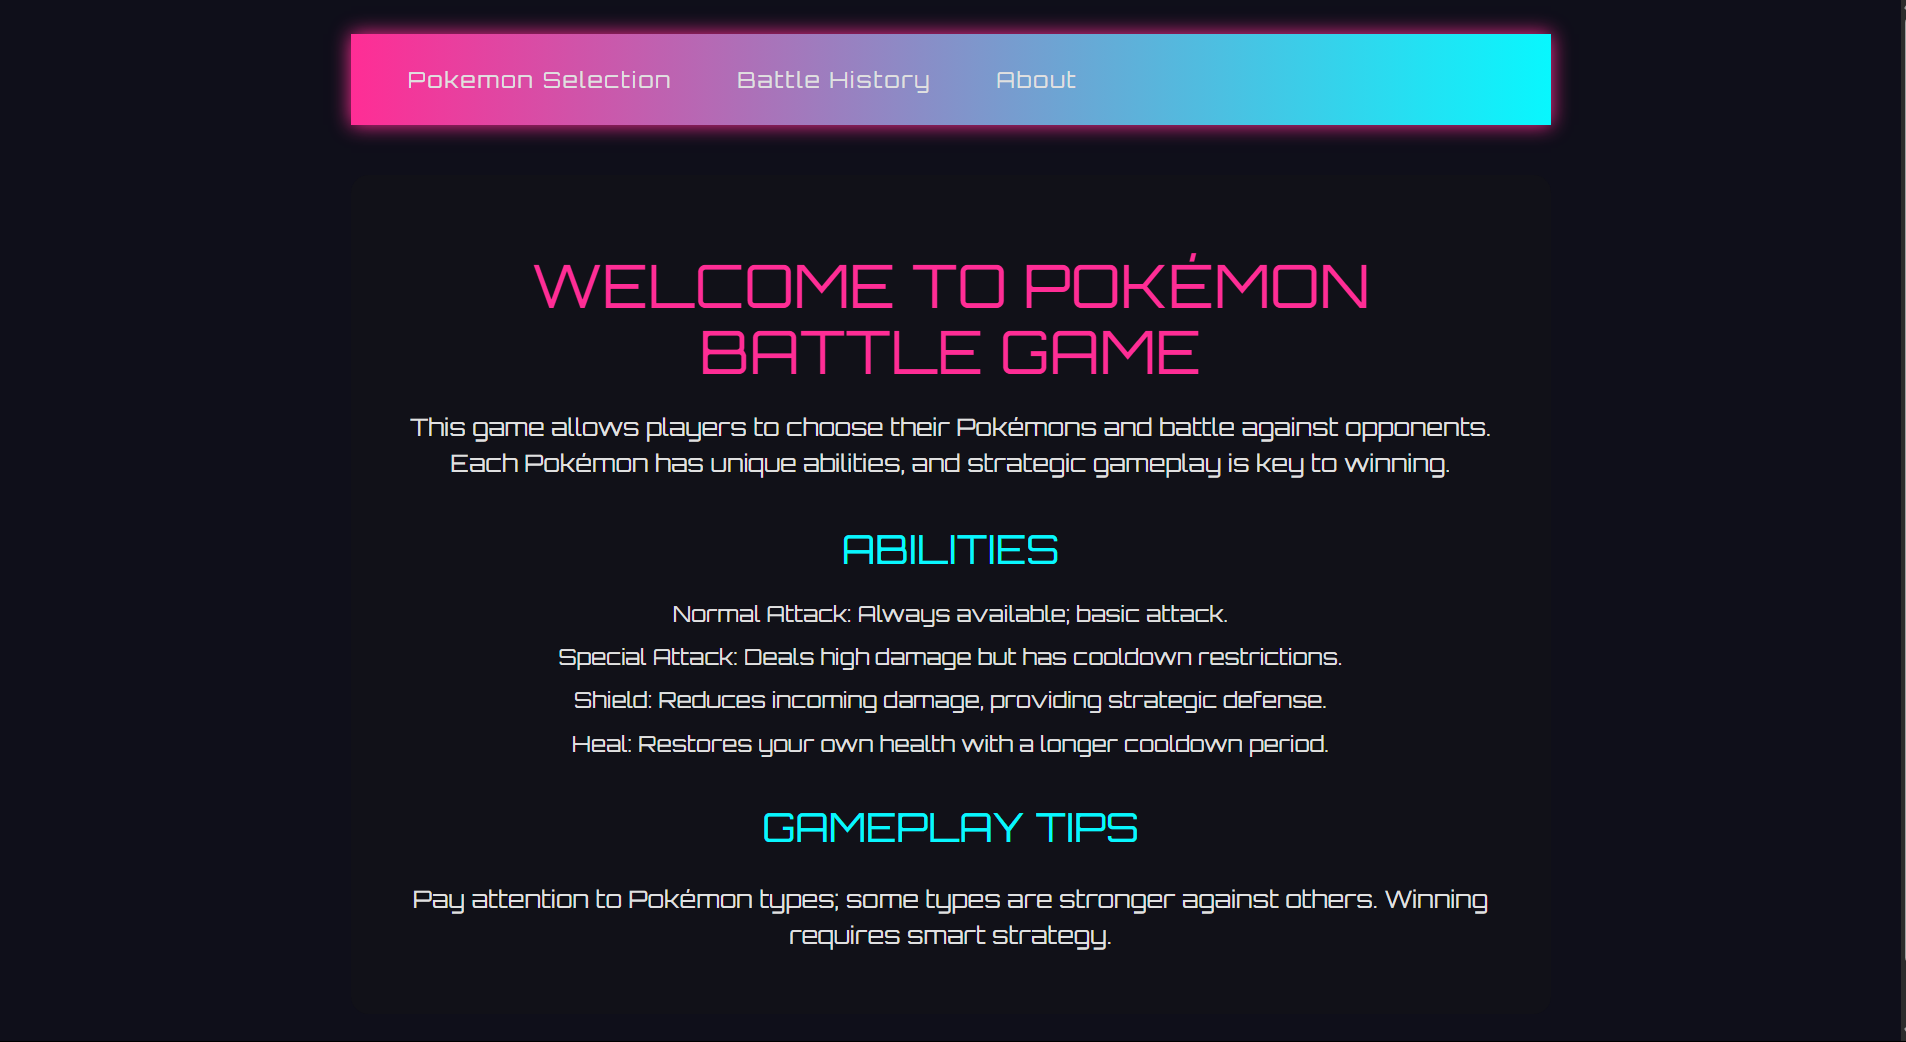 Pokemon Selection Battle History About
WELCOME TO POKÉMON
BATTLE GAME
This game allows players to choose their Pokémons and battle against opponents.
Each Pokémon has unique abilities, and strategic gameplay is key to winning.
ABILITIES
Normal Attack: Always available; basic attack.
Special Attack: Deals high damage but has cooldown restrictions.
Shield: Reduces incoming damage, providing strategic defense.
Heal: Restores your own health with a longer cooldown period.
GAMEPLAY TIPS
Pay attention to Pokémon types; some types are stronger against others. Winning
requires smart strategy.